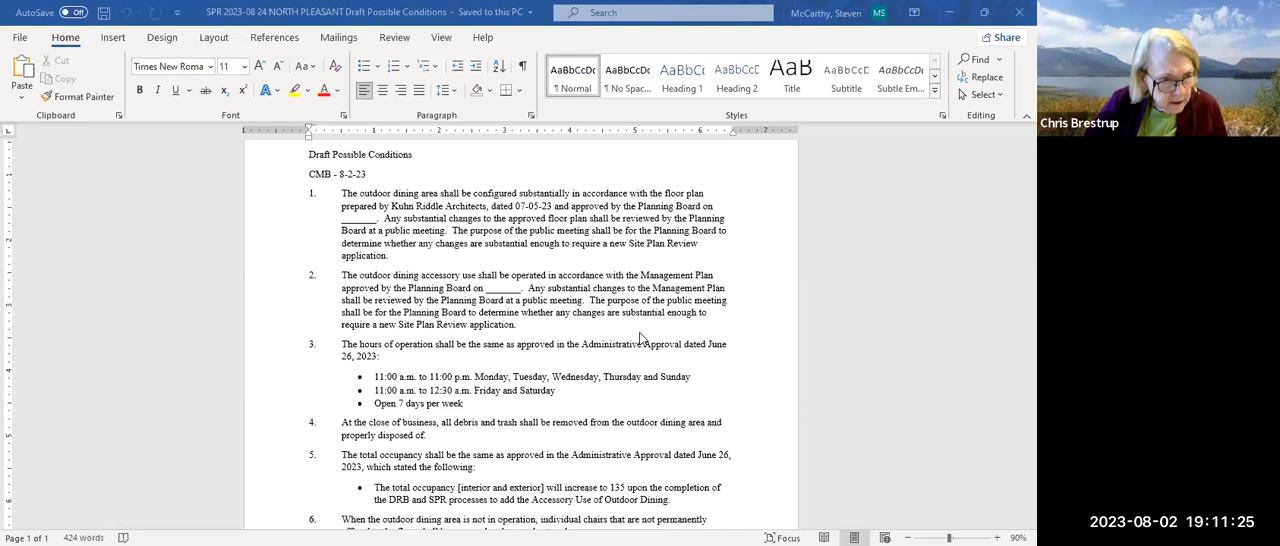 AutoSave Off SPR 2023-08 24 NORTH PLEASANT Draft Possible Conditions - Saved to this PC Search McCarthy, Steven MS
File Home Insert Design Layout References Mailings Review View Help Share
Paste Cut Copy Format Painter
Times New Roma 11
AaBbCcDc AaBbCcDc AaBbCc AaBbCcD AaB AaBbCcD AaBbCcDc
¶ Normal ¶ No Spac... Heading 1 Heading 2 Title Subtitle Subtle Em...
Find
Replace
Select
Clipboard Font Paragraph Styles Editing
Draft Possible Conditions
CMB - 8-2-23
1. The outdoor dining area shall be configured substantially in accordance with the floor plan
prepared by Kuhn Riddle Architects, dated 07-05-23 and approved by the Planning Board on
_______. Any substantial changes to the approved floor plan shall be reviewed by the Planning
Board at a public meeting. The purpose of the public meeting shall be for the Planning Board to
determine whether any changes are substantial enough to require a new Site Plan Review
application.
2. The outdoor dining accessory use shall be operated in accordance with the Management Plan
approved by the Planning Board on _______. Any substantial changes to the Management Plan
shall be reviewed by the Planning Board at a public meeting. The purpose of the public meeting
shall be for the Planning Board to determine whether any changes are substantial enough to
require a new Site Plan Review application.
3. The hours of operation shall be the same as approved in the Administrative Approval dated June
26, 2023:
• 11:00 a.m. to 11:00 p.m. Monday, Tuesday, Wednesday, Thursday and Sunday
• 11:00 a.m. to 12:30 a.m. Friday and Saturday
• Open 7 days per week
4. At the close of business, all debris and trash shall be removed from the outdoor dining area and
properly disposed of.
5. The total occupancy shall be the same as approved in the Administrative Approval dated June 26,
2023, which stated the following:
• The total occupancy [interior and exterior] will increase to 135 upon the completion of
the DRB and SPR processes to add the Accessory Use of Outdoor Dining.
6. When the outdoor dining area is not in operation, individual chairs that are not permanently
Page 1 of 1 424 words Focus 90%
Chris Brestrup
2023-08-02 19:11:25